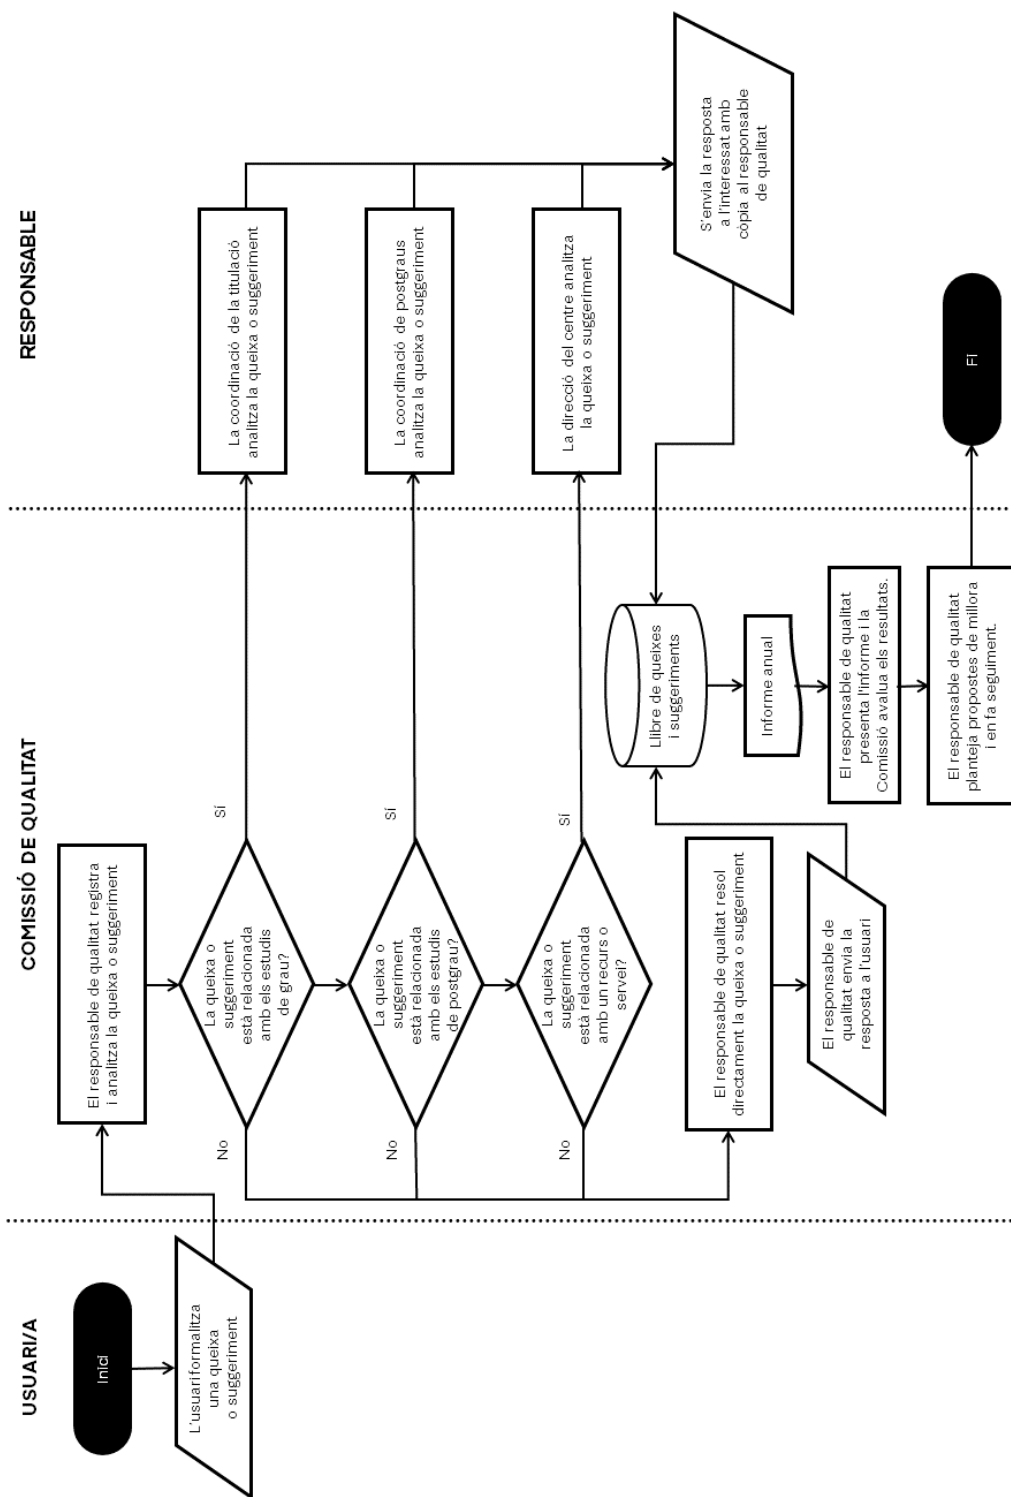 USUARI/A
COMISSIÓ DE QUALITAT
RESPONSABLE
Inici
L'usuari formalitza
una queixa
o suggeriment
El responsable de qualitat registra
i analitza la queixa o suggeriment
La queixa o
suggeriment
està relacionada
amb els estudis
de grau?
Sí
No
La coordinació de la titulació
analitza la queixa o suggeriment
La queixa o
suggeriment
està relacionada
amb els estudis
de postgrau?
Sí
No
La coordinació de postgraus
analitza la queixa o suggeriment
La queixa o
suggeriment
està relacionada
amb un recurs o
servei?
Sí
No
La direcció del centre analitza
la queixa o suggeriment
El responsable de qualitat resol
directament la queixa o suggeriment
El responsable de
qualitat envia la
resposta a l'usuari
S'envia la resposta
a l'interessat amb
còpia al responsable
de qualitat
Llibre de queixes
i suggeriments
Informe anual
El responsable de qualitat
presenta l'informe i la
Comissió avalua els resultats.
El responsable de qualitat
planteja propostes de millora
i en fa seguiment.
Fi